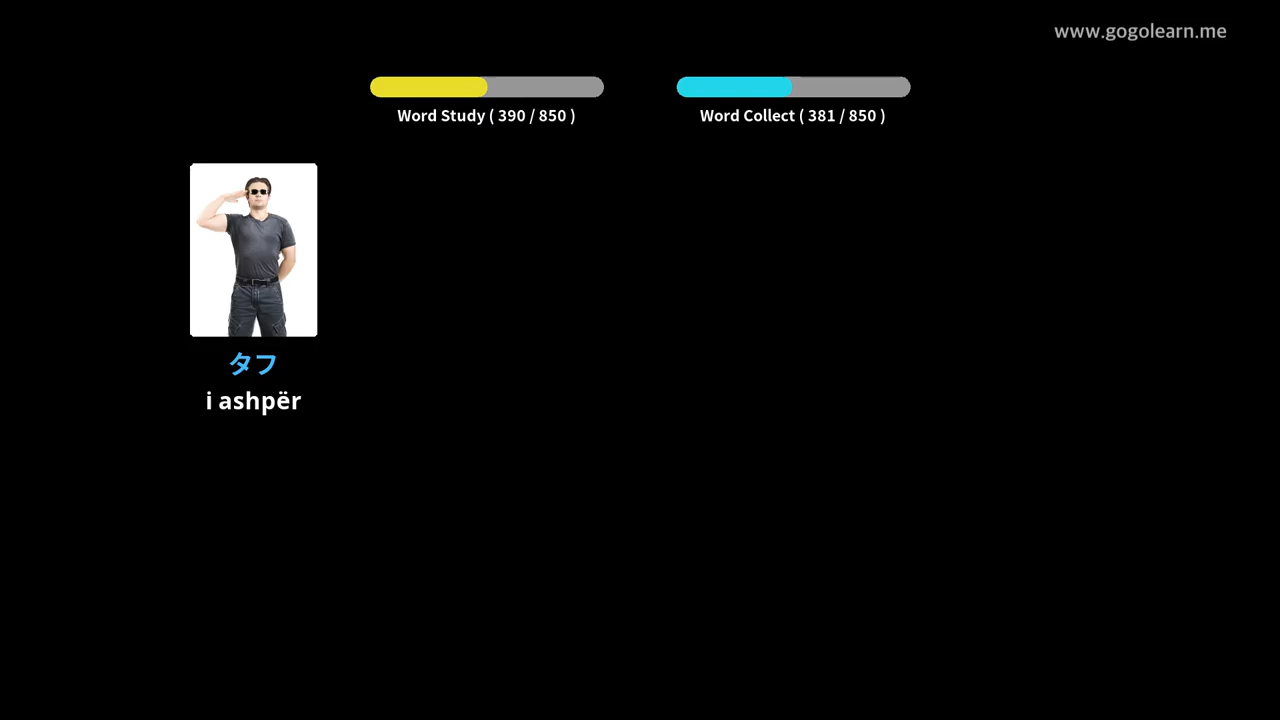 www.gogolearn.me
Word Study ( 390 / 850 )
Word Collect ( 381 / 850 )
タフ
i ashpër